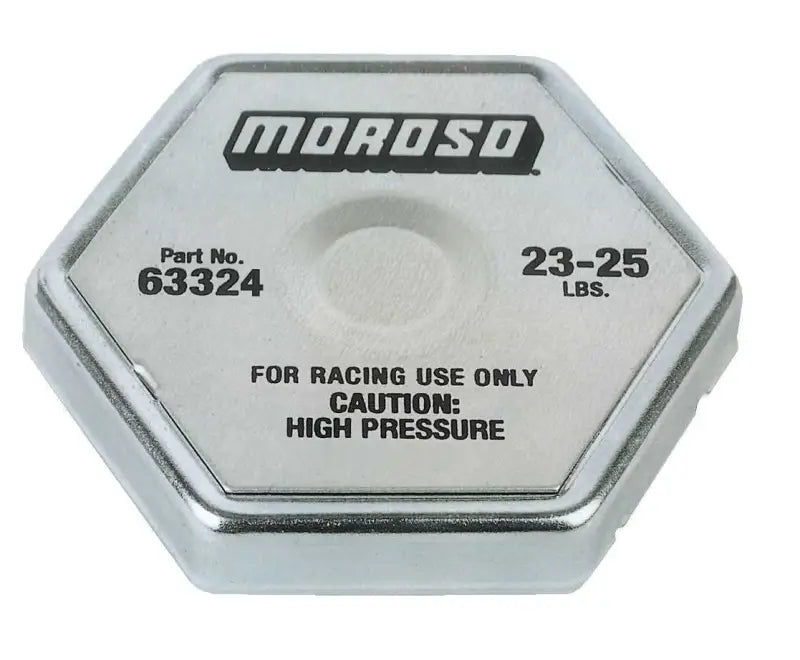 MOROSO
Part No.
63324
23-25
LBS.
FOR RACING USE ONLY
CAUTION:
HIGH PRESSURE